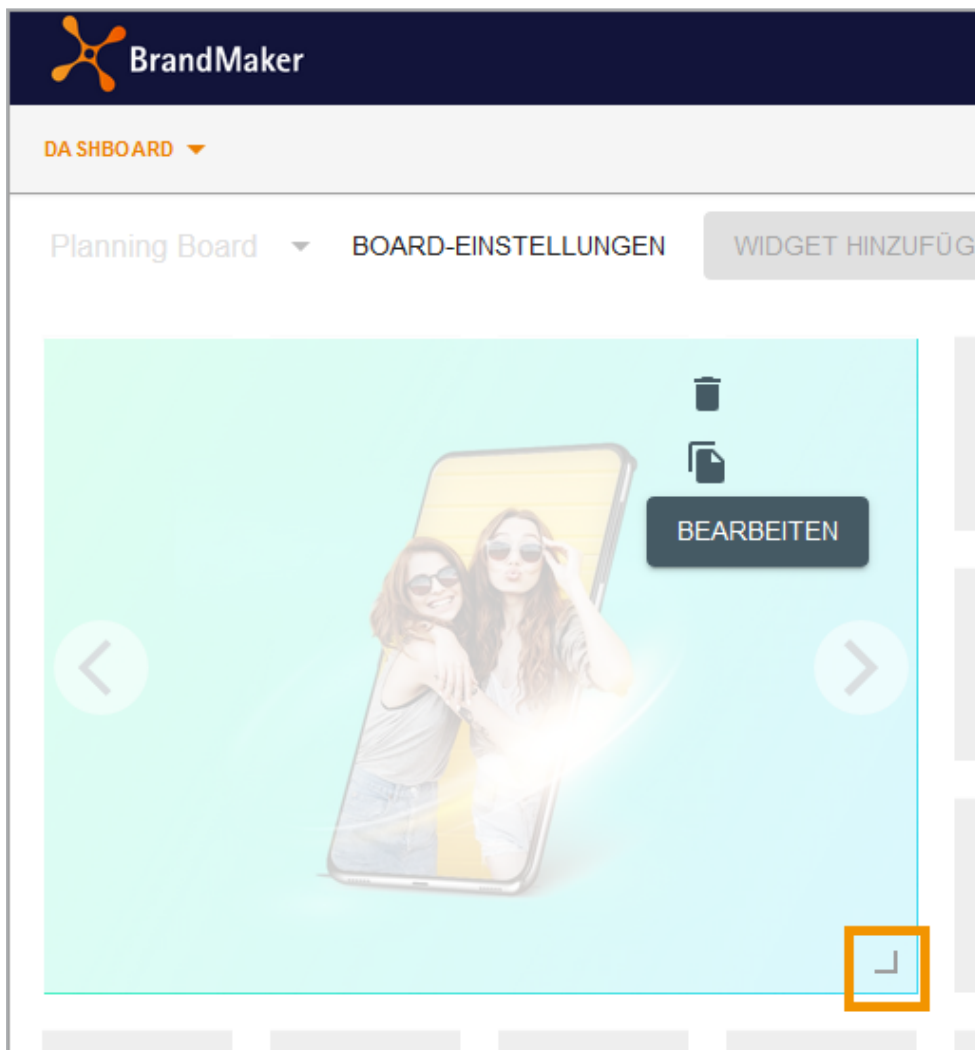 BrandMaker
DASHBOARD
Planning Board BOARD-EINSTELLUNGEN WIDGET HINZUFÜG
BEARBEITEN